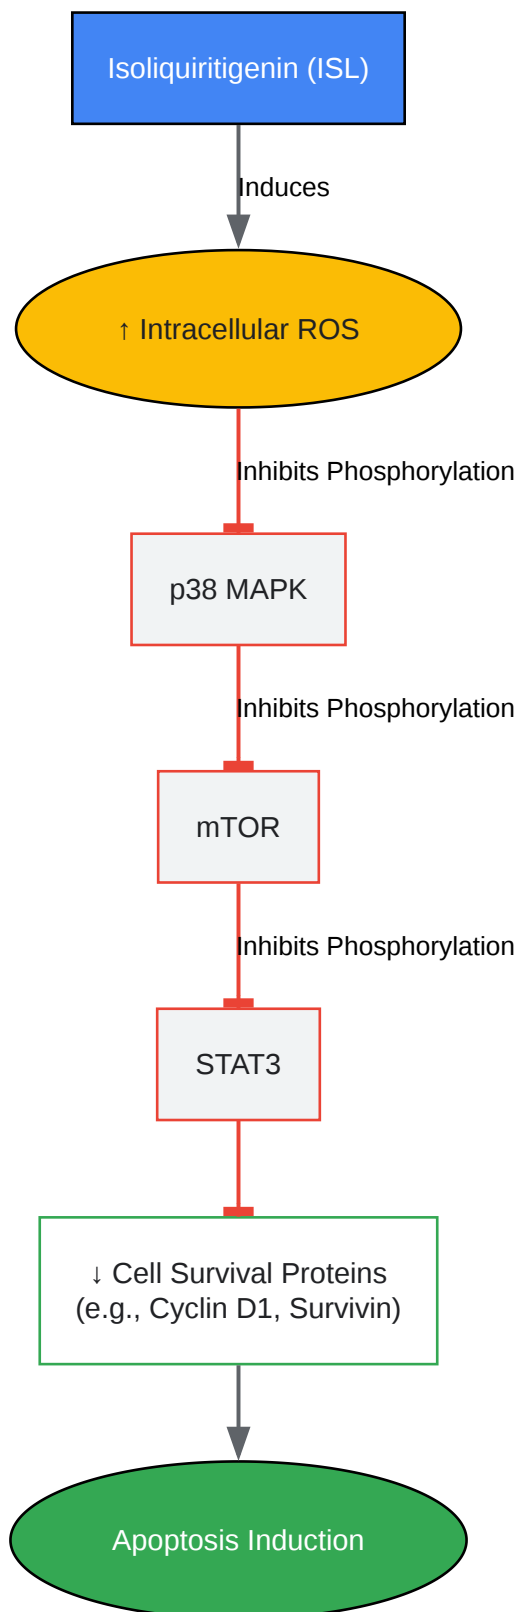 Isoliquiritigenin (ISL)
Induces
↑ Intracellular ROS
Inhibits Phosphorylation
p38 MAPK
Inhibits Phosphorylation
mTOR
Inhibits Phosphorylation
STAT3
↓ Cell Survival Proteins
(e.g., Cyclin D1, Survivin)
Apoptosis Induction